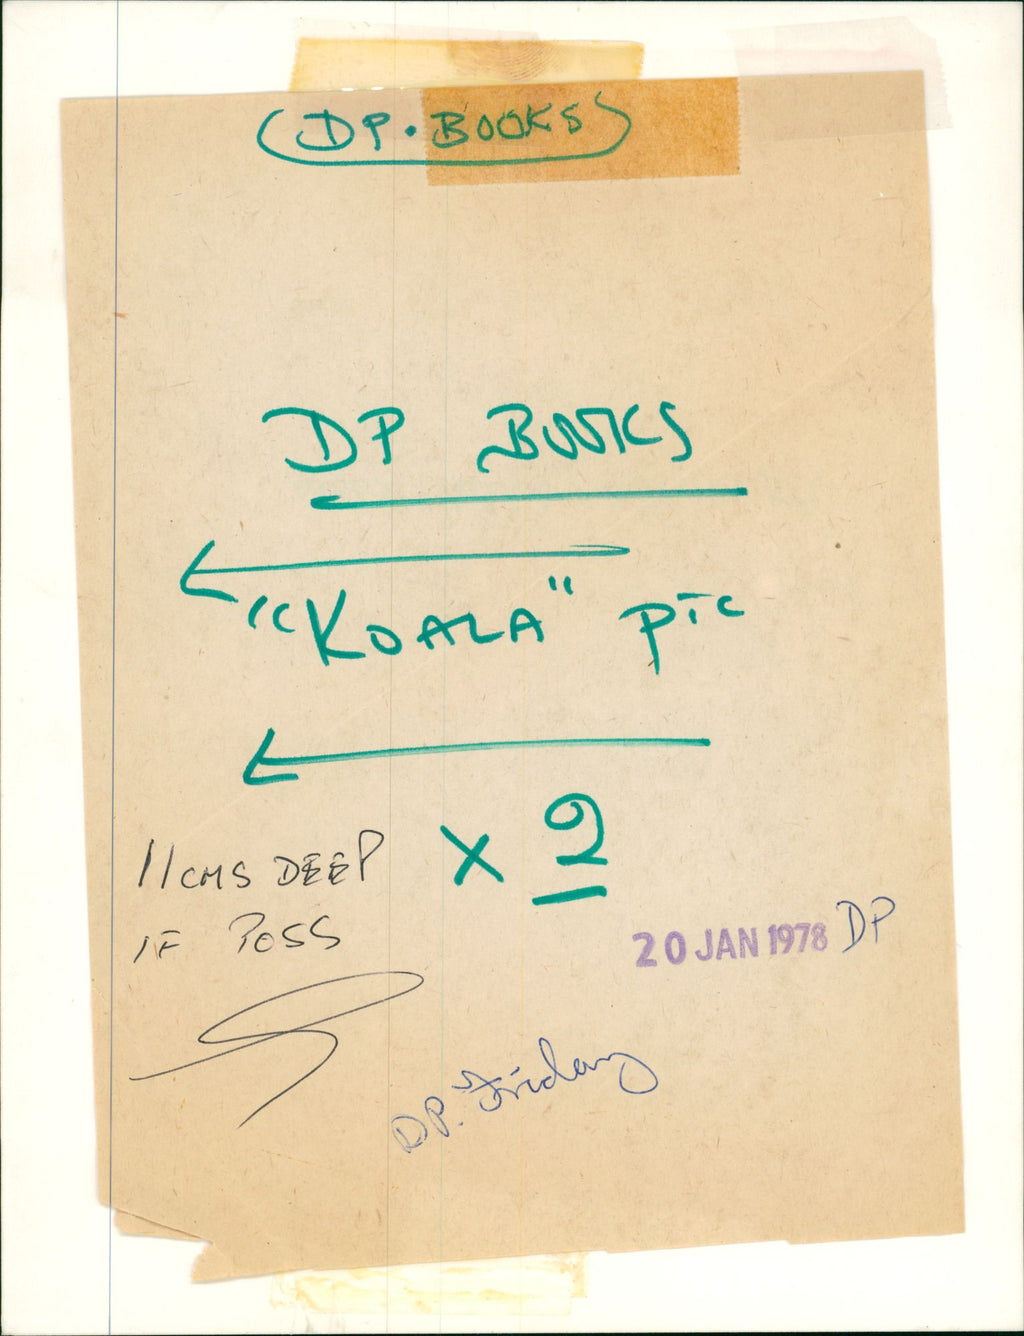 (DP. BOOKS)
DP BOOKS
"KOALA" pic
x 2
11CMS DEEP
IF POSS
20 JAN 1978 DP
DP. Friday